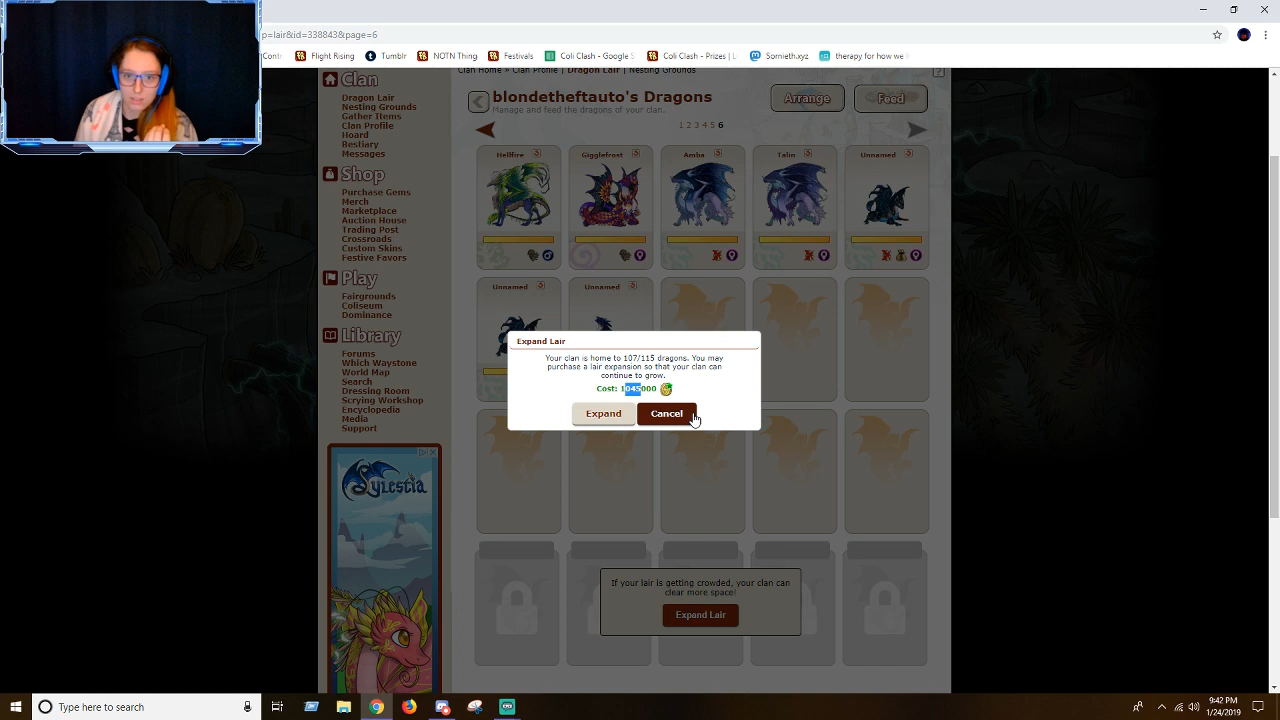 p=lair&id=338843&page=6
Flight Rising
Tumblr
NOTN Thing
Festivals
Coli Clash - Google S
Coli Clash - Prizes | L
Sornieth.xyz
therapy for how we l
Clan
Dragon Lair
Nesting Grounds
Gather Items
Clan Profile
Hoard
Bestiary
Messages
Shop
Purchase Gems
Merch
Marketplace
Auction House
Trading Post
Crossroads
Custom Skins
Festive Favors
Play
Fairgrounds
Coliseum
Dominance
Library
Forums
Which Waystone
World Map
Search
Dressing Room
Scrying Workshop
Encyclopedia
Media
Support
Sylestia
Clan Home » Clan Profile | Dragon Lair | Nesting Grounds
?
blondetheftauto's Dragons
Manage and feed the dragons of your clan.
Arrange
Feed
1 2 3 4 5 6
Hellfire
Gigglefrost
Amba
Talin
Unnamed
Unnamed
Unnamed
Expand Lair
Your clan is home to 107/115 dragons. You may
purchase a lair expansion so that your clan can
continue to grow.
Cost: 1045000
Expand
Cancel
If your lair is getting crowded, your clan can
clear more space!
Expand Lair
Type here to search
9:42 PM
1/24/2019